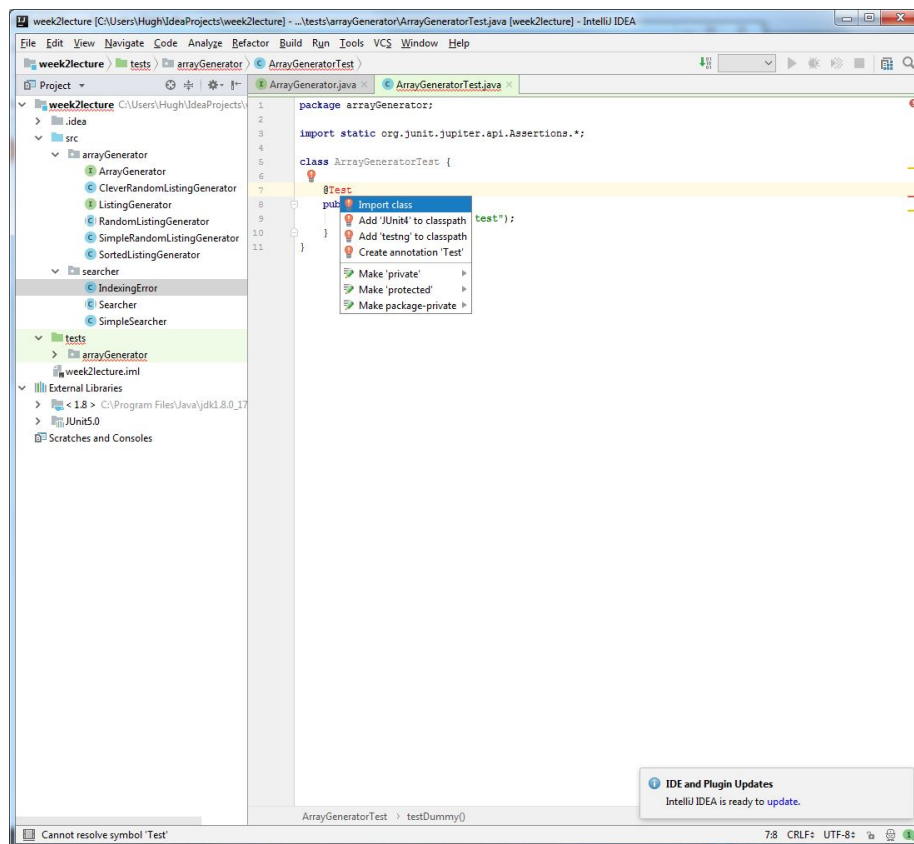 week2lecture [C:\Users\Hugh\IdeaProjects\week2lecture] - ...\tests\arrayGenerator\ArrayGeneratorTest.java [week2lecture] - IntelliJ IDEA
File Edit View Navigate Code Analyze Refactor Build Run Tools VCS Window Help
week2lecture tests arrayGenerator ArrayGeneratorTest
Project
ArrayGenerator.java ArrayGeneratorTest.java
week2lecture C:\Users\Hugh\IdeaProjects\
.idea
src
arrayGenerator
ArrayGenerator
CleverRandomListingGenerator
ListingGenerator
RandomListingGenerator
SimpleRandomListingGenerator
SortedListingGenerator
searcher
IndexingError
Searcher
SimpleSearcher
tests
arrayGenerator
week2lecture.iml
External Libraries
< 1.8 > C:\Program Files\Java\jdk1.8.0_17
JUnit5.0
Scratches and Consoles
1 package arrayGenerator;
2
3 import static org.junit.jupiter.api.Assertions.*;
4
5 class ArrayGeneratorTest {
6
7 @Test
8 pub
9 test");
10 }
11 }
Import class
Add 'JUnit4' to classpath
Add 'testng' to classpath
Create annotation 'Test'
Make 'private'
Make 'protected'
Make package-private
IDE and Plugin Updates
IntelliJ IDEA is ready to update.
ArrayGeneratorTest › testDummy()
Cannot resolve symbol 'Test'
7:8 CRLF UTF-8 1